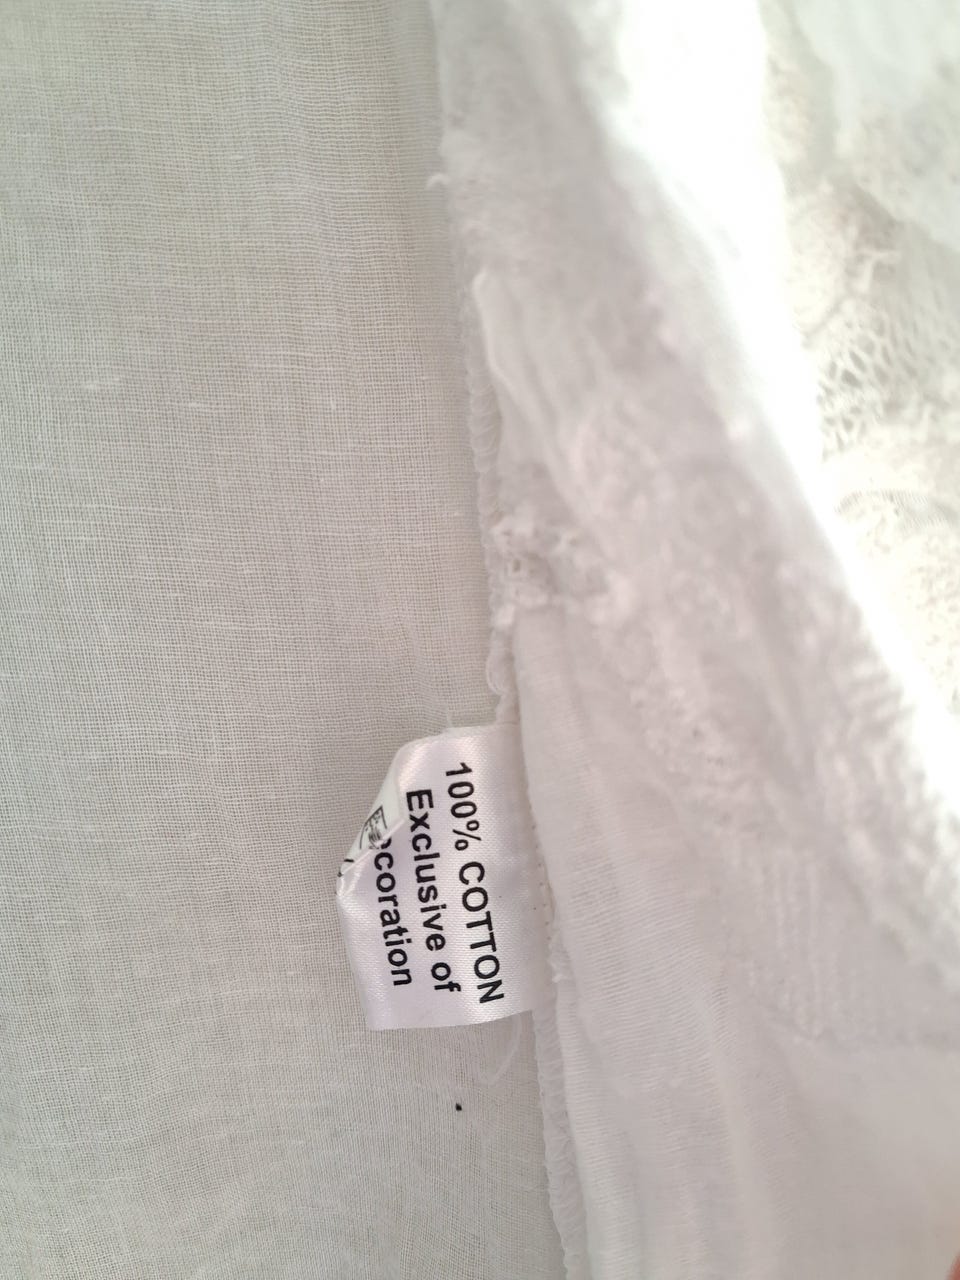 100% COTTON
Exclusive of
ecoration